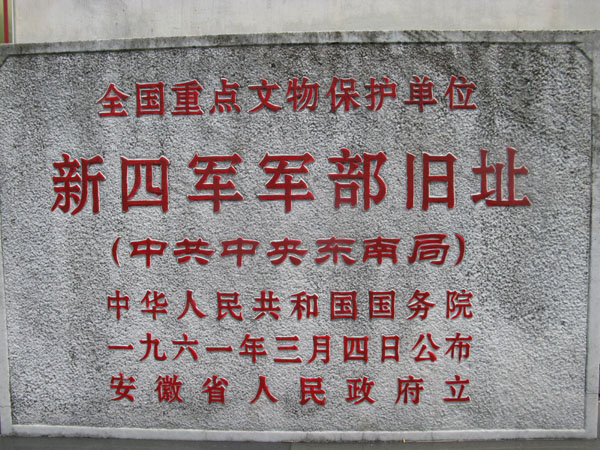 全国重点文物保护单位
新四军军部旧址
(中共中央东南局)
中华人民共和国国务院
一九六一年三月四日公布
安徽省人民政府立